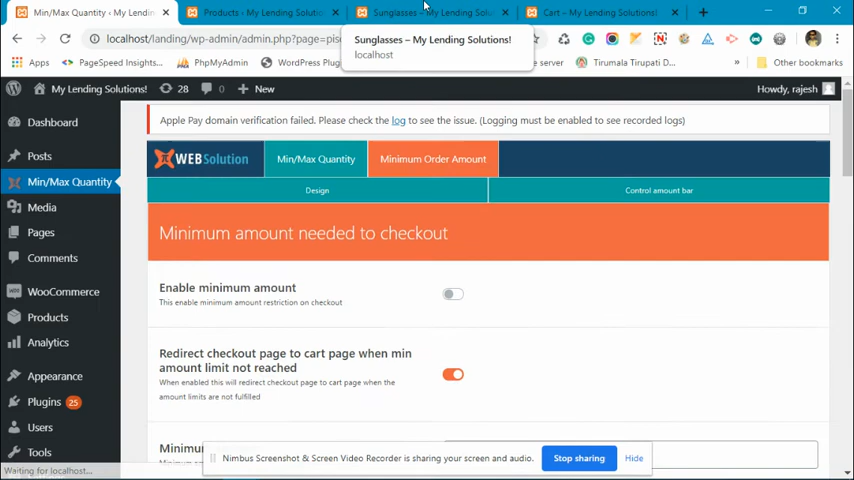 Min/Max Quantity ‹ My Lendin
Products – My Lending Solutions!
Sunglasses – My Lending Solu
Cart – My Lending Solutions!
localhost/landing/wp-admin/admin.php?page=pis
Sunglasses – My Lending Solutions!
localhost
Apps
PageSpeed Insights...
PhpMyAdmin
WordPress Plug
Tirumala Tirupati D...
»
Other bookmarks
My Lending Solutions!
28
0
+ New
Howdy, rajesh
Dashboard
Posts
Min/Max Quantity
Media
Pages
Comments
WooCommerce
Products
Analytics
Appearance
Plugins 25
Users
Tools
Apple Pay domain verification failed. Please check the log to see the issue. (Logging must be enabled to see recorded logs)
WEBSolution
Min/Max Quantity
Minimum Order Amount
Design
Control amount bar
Minimum amount needed to checkout
Enable minimum amount
This enable minimum amount restriction on checkout
Redirect checkout page to cart page when min
amount limit not reached
When enabled this will redirect checkout page to cart page when the
amount limits are not fulfilled
Minimu
Nimbus Screenshot & Screen Video Recorder is sharing your screen and audio.
Stop sharing
Hide
Waiting for localhost...